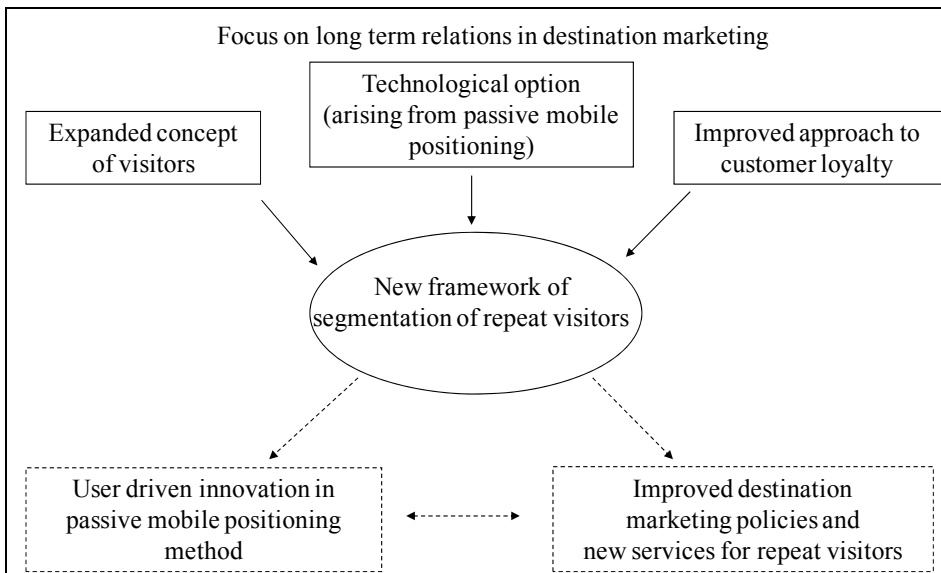 Focus on long term relations in destination marketing
Technological option
(arising from passive mobile
positioning)
Expanded concept
of visitors
Improved approach to
customer loyalty
New framework of
segmentation of repeat visitors
User driven innovation in
passive mobile positioning
method
Improved destination
marketing policies and
new services for repeat visitors